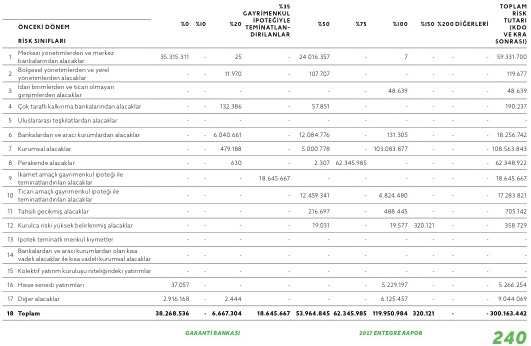 ÖNCEKİ DÖNEM
RİSK SINIFLARI %0 %10 %20 %35 GAYRİMENKUL İPOTEĞİYLE TEMİNATLAN-DIRILANLAR %50 %75 %100 %150 %200 DİĞERLERİ TOPLAM RİSK TUTARI (KDO VE KRA SONRASI)
1 Merkezi yönetimlerden ve merkez bankalarından alacaklar 35.315.311 - 25 - 24.016.357 - 7 - - - 59.331.700
2 Bölgesel yönetimlerden ve yerel yönetimlerden alacaklar - - 11.970 - 107.707 - - - - - 119.677
3 İdari birimlerden ve ticari olmayan girişimlerden alacaklar - - - - - - 48.639 - - - 48.639
4 Çok taraflı kalkınma bankalarından alacaklar - - 132.386 - 57.851 - - - - - 190.237
5 Uluslararası teşkilatlardan alacaklar - - - - - - - - - - -
6 Bankalardan ve aracı kurumlardan alacaklar - - 6.040.661 - 12.084.776 - 131.305 - - - 18.256.742
7 Kurumsal alacaklar - - 479.188 - 5.000.778 - 103.083.877 - - - 108.563.843
8 Perakende alacaklar - - 630 - 2.307 62.345.985 - - - - 62.348.922
9 İkamet amaçlı gayrimenkul ipoteği ile teminatlandırılan alacaklar - - - 18.645.667 - - - - - - 18.645.667
10 Ticari amaçlı gayrimenkul ipoteği ile teminatlandırılan alacaklar - - - - 12.459.341 - 4.824.480 - - - 17.283.821
11 Tahsili gecikmiş alacaklar - - - - 216.697 - 488.445 - - - 705.142
12 Kurulca riski yüksek belirlenmiş alacaklar - - - - 19.031 - 19.577 320.121 - - 358.729
13 İpotek teminatlı menkul kıymetler - - - - - - - - - - -
14 Bankalardan ve aracı kurumlardan olan kısa vadeli alacaklar ile kısa vadeli kurumsal alacaklar - - - - - - - - - - -
15 Kolektif yatırım kuruluşu niteliğindeki yatırımlar - - - - - - - - - - -
16 Hisse senedi yatırımları 37.057 - - - - - 5.229.197 - - - 5.266.254
17 Diğer alacaklar 2.916.168 - 2.444 - - - 6.125.457 - - - 9.044.069
18 Toplam 38.268.536 - 6.667.304 18.645.667 53.964.845 62.345.985 119.950.984 320.121 - - 300.163.442
GARANTİ BANKASI 2017 ENTEGRE RAPOR 240